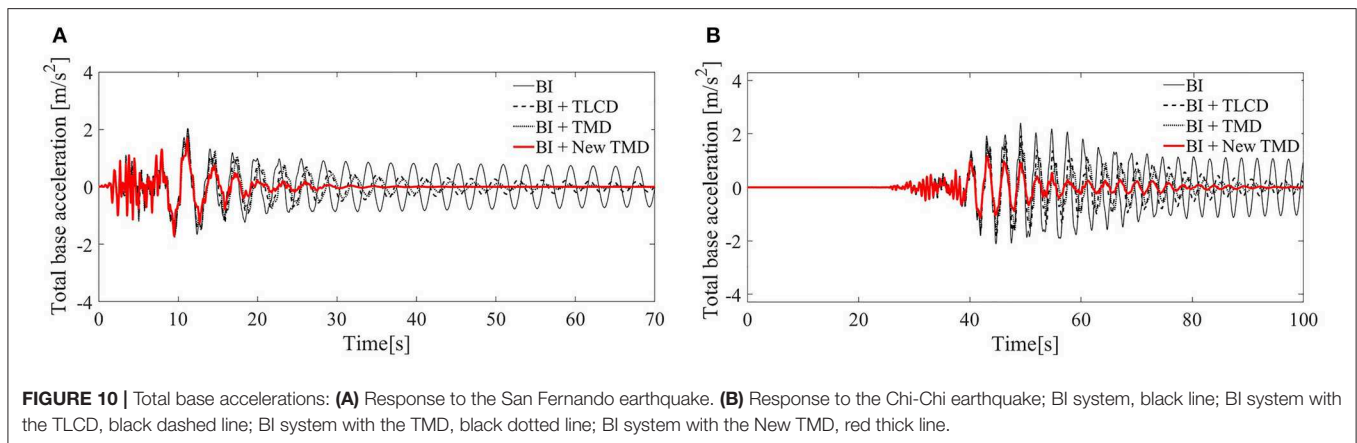 A
Total base acceleration [m/s²]
4
2
0
-2
-4
BI
BI + TLCD
BI + TMD
BI + New TMD
0 10 20 30 40 50 60 70
Time[s]
B
Total base acceleration [m/s²]
4
2
0
-2
-4
BI
BI + TLCD
BI + TMD
BI + New TMD
0 20 40 60 80 100
Time[s]
FIGURE 10 | Total base accelerations: (A) Response to the San Fernando earthquake. (B) Response to the Chi-Chi earthquake; BI system, black line; BI system with
the TLCD, black dashed line; BI system with the TMD, black dotted line; BI system with the New TMD, red thick line.